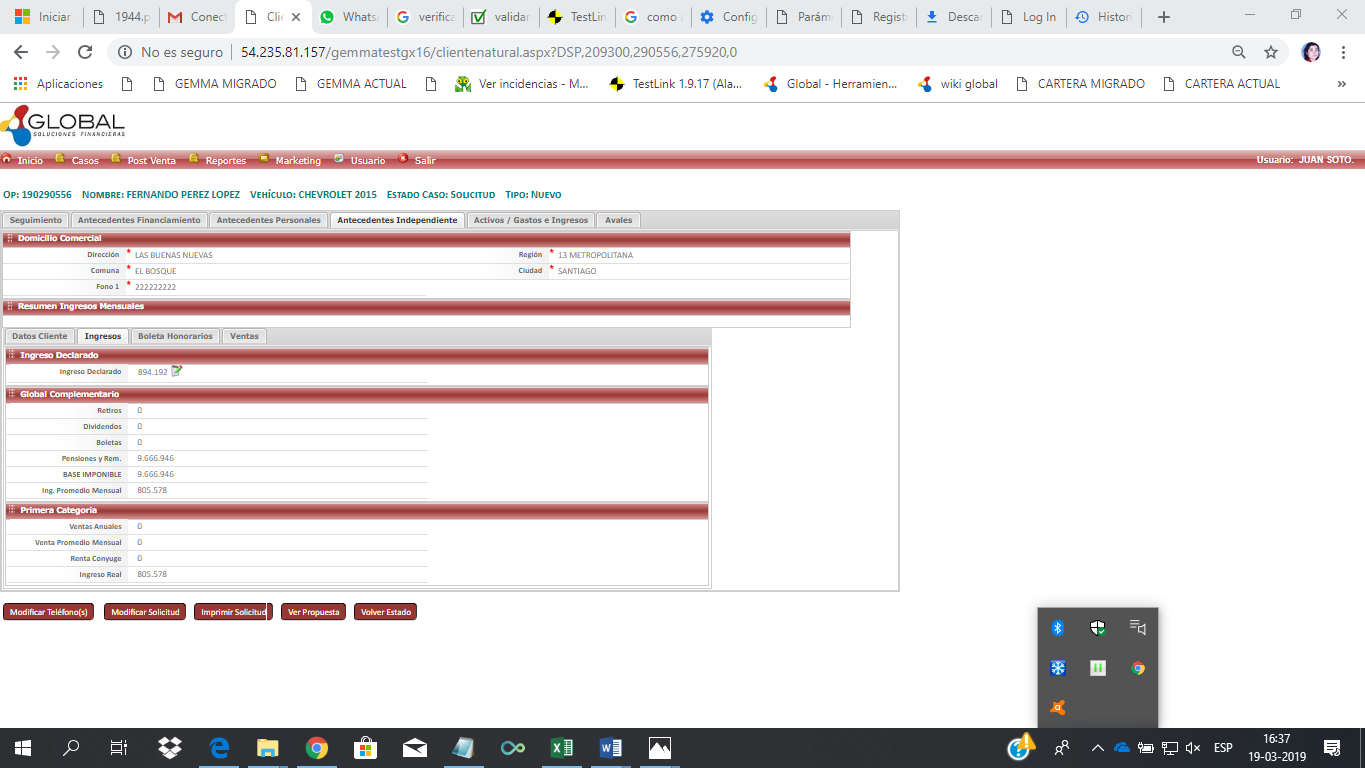 Iniciar 1944.p Conect Clie Whats verifica validar TestLin como Config Parám Registr Descar Log In Histori
No es seguro 54.235.81.157/gemmatestgx16/clientenatural.aspx?DSP,209300,290556,275920,0
Aplicaciones GEMMA MIGRADO GEMMA ACTUAL Ver incidencias - M... TestLink 1.9.17 (Ala... Global - Herramien... wiki global CARTERA MIGRADO CARTERA ACTUAL »
GLOBAL
SOLUCIONES FINANCIERAS
Inicio Casos Post Venta Reportes Marketing Usuario Salir Usuario: JUAN SOTO.
OP: 190290556 NOMBRE: FERNANDO PEREZ LOPEZ VEHÍCULO: CHEVROLET 2015 ESTADO CASO: SOLICITUD TIPO: NUEVO
Seguimiento Antecedentes Financiamiento Antecedentes Personales Antecedentes Independiente Activos / Gastos e Ingresos Avales
Domicilio Comercial
Dirección * LAS BUENAS NUEVAS Región * 13 METROPOLITANA
Comuna * EL BOSQUE Ciudad * SANTIAGO
Fono 1 * 222222222
Resumen Ingresos Mensuales
Datos Cliente Ingresos Boleta Honorarios Ventas
Ingreso Declarado
Ingreso Declarado 894.192
Global Complementario
Retiros 0
Dividendos 0
Boletas 0
Pensiones y Rem. 9.666.946
BASE IMPONIBLE 9.666.946
Ing. Promedio Mensual 805.578
Primera Categoria
Ventas Anuales 0
Venta Promedio Mensual 0
Renta Conyuge 0
Ingreso Real 805.578
Modificar Teléfono(s) Modificar Solicitud Imprimir Solicitud Ver Propuesta Volver Estado
ESP 16:37
19-03-2019